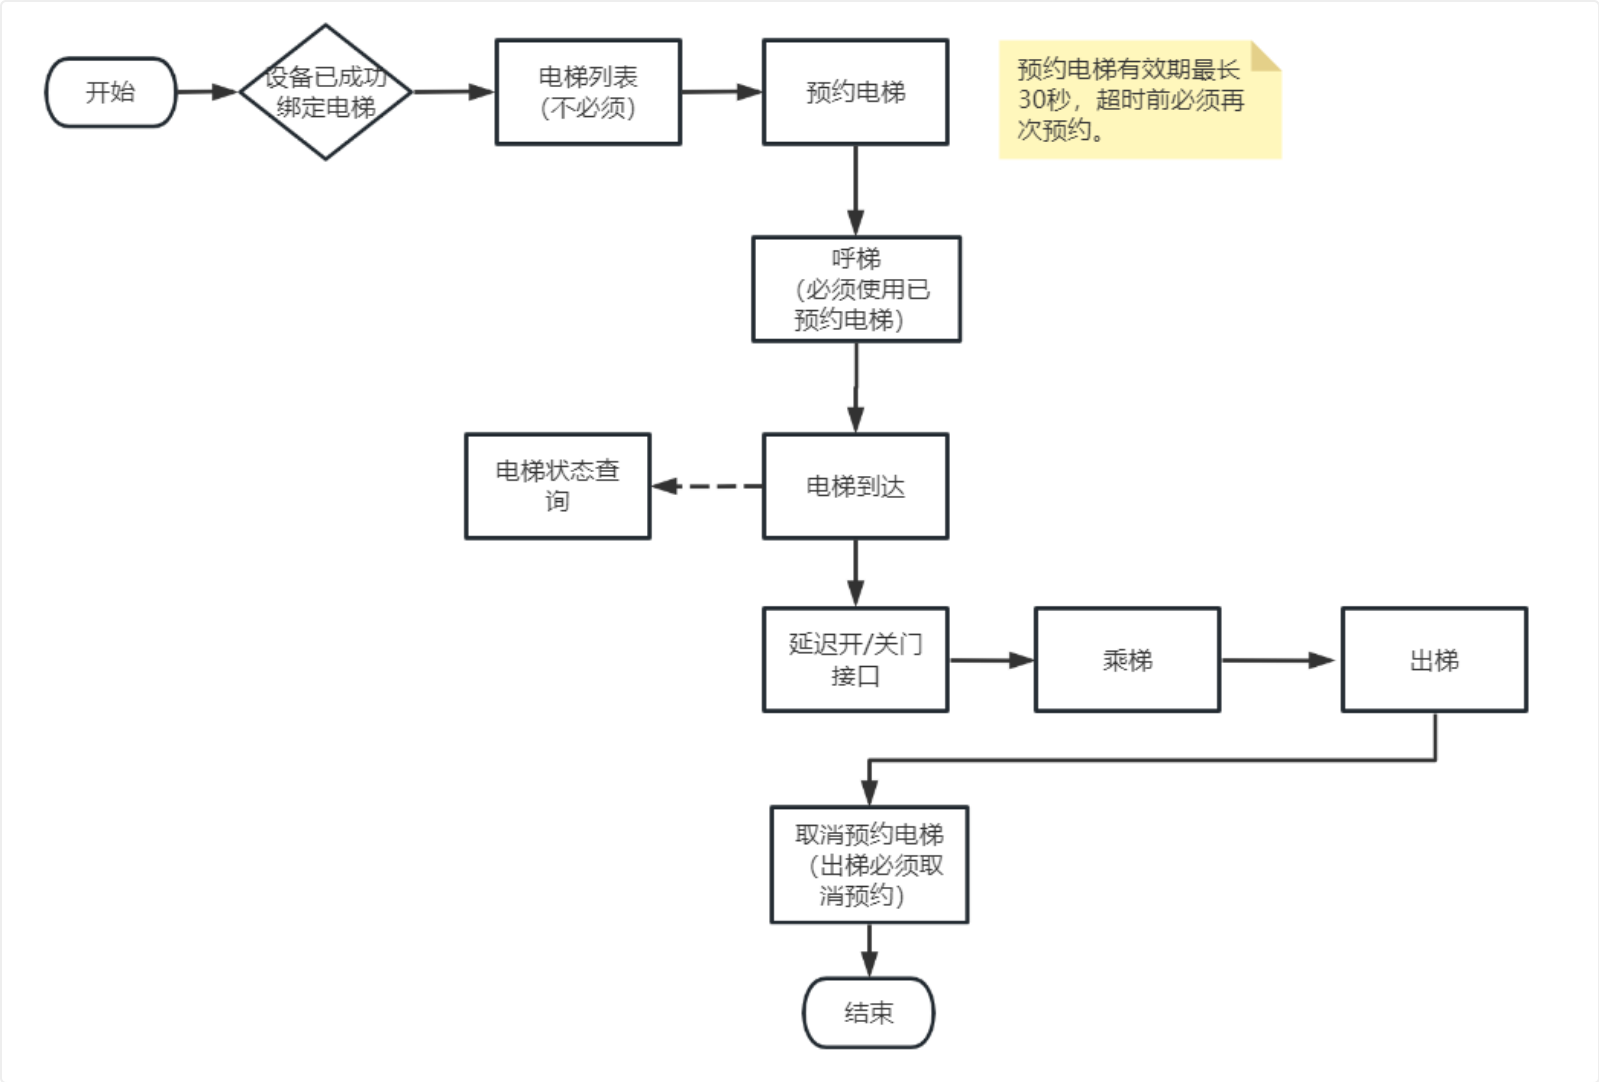 开始
设备已成功
绑定电梯
电梯列表
（不必须）
预约电梯
预约电梯有效期最长
30秒，超时前必须再
次预约。
呼梯
（必须使用已
预约电梯）
电梯状态查
询
电梯到达
延迟开/关门
接口
乘梯
出梯
取消预约电梯
（出梯必须取
消预约）
结束